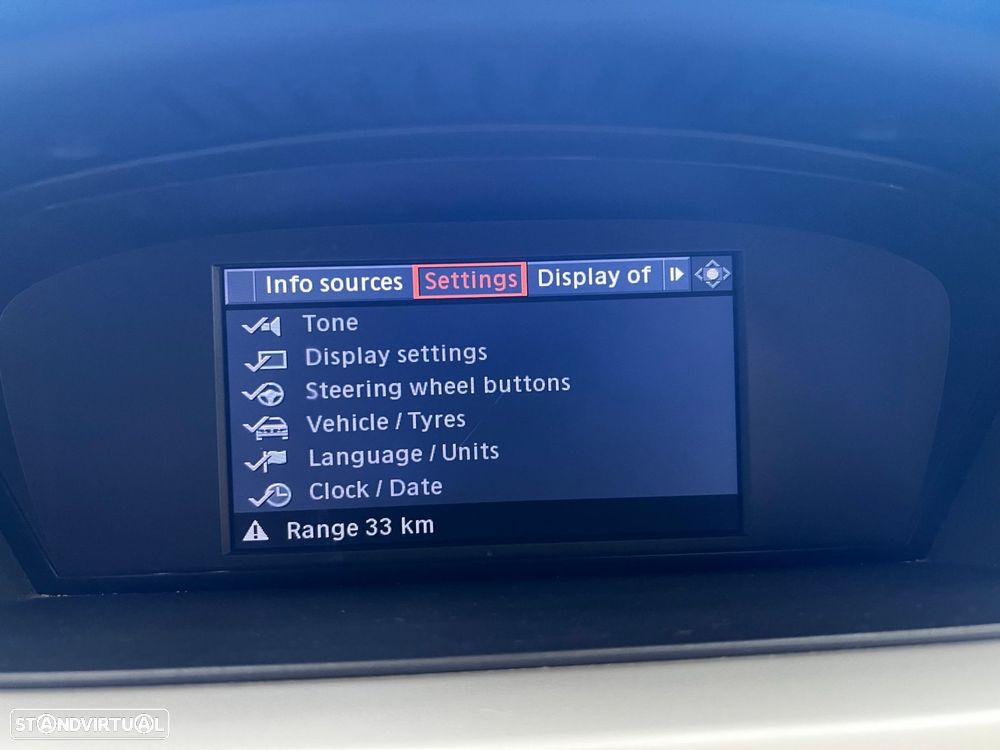 Info sources Settings Display of
Tone
Display settings
Steering wheel buttons
Vehicle / Tyres
Language / Units
Clock / Date
Range 33 km
STANDVIRTUAL